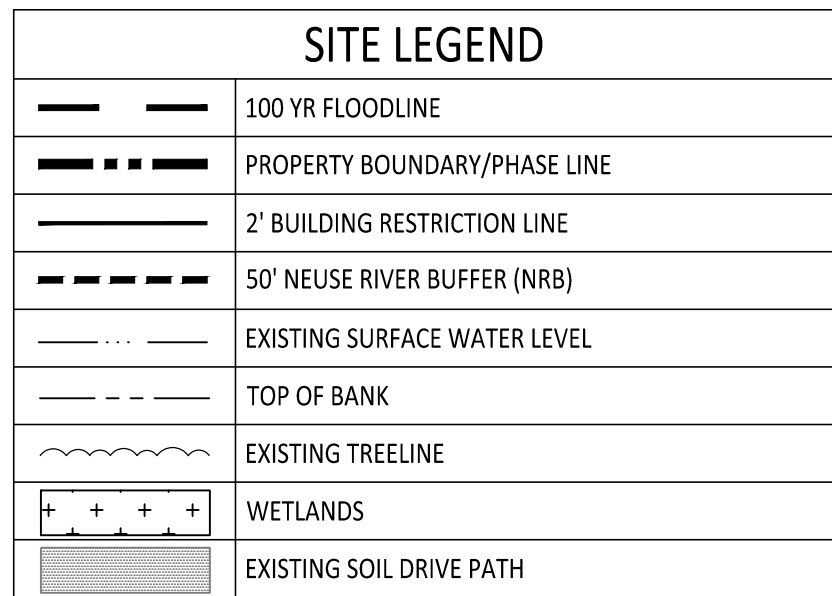 SITE LEGEND
100 YR FLOODLINE
PROPERTY BOUNDARY/PHASE LINE
2' BUILDING RESTRICTION LINE
50' NEUSE RIVER BUFFER (NRB)
EXISTING SURFACE WATER LEVEL
TOP OF BANK
EXISTING TREELINE
WETLANDS
EXISTING SOIL DRIVE PATH